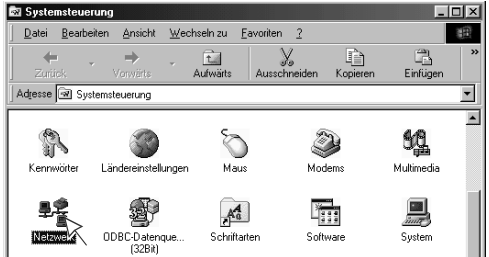 Systemsteuerung
Datei Bearbeiten Ansicht Wechseln zu Favoriten ?
Zurück Vorwärts Aufwärts Ausschneiden Kopieren Einfügen »
Adresse Systemsteuerung
Kennwörter Ländereinstellungen Maus Modems Multimedia
Netzwerk ODBC-Datenque... Schriftarten Software System
(32Bit)